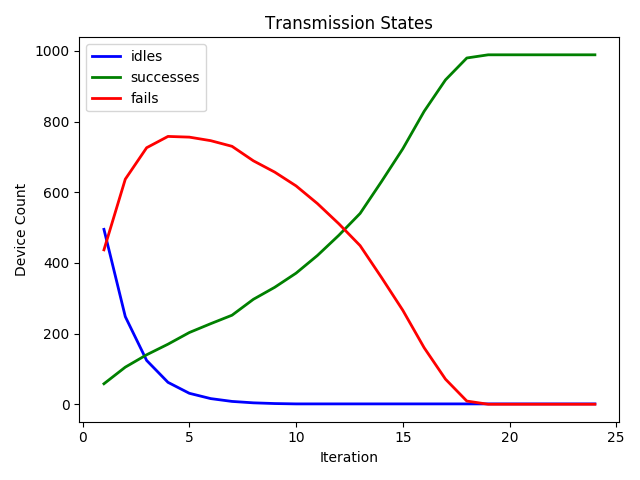 Transmission States
idles
successes
fails
Device Count
1000
800
600
400
200
0
0 5 10 15 20 25
Iteration